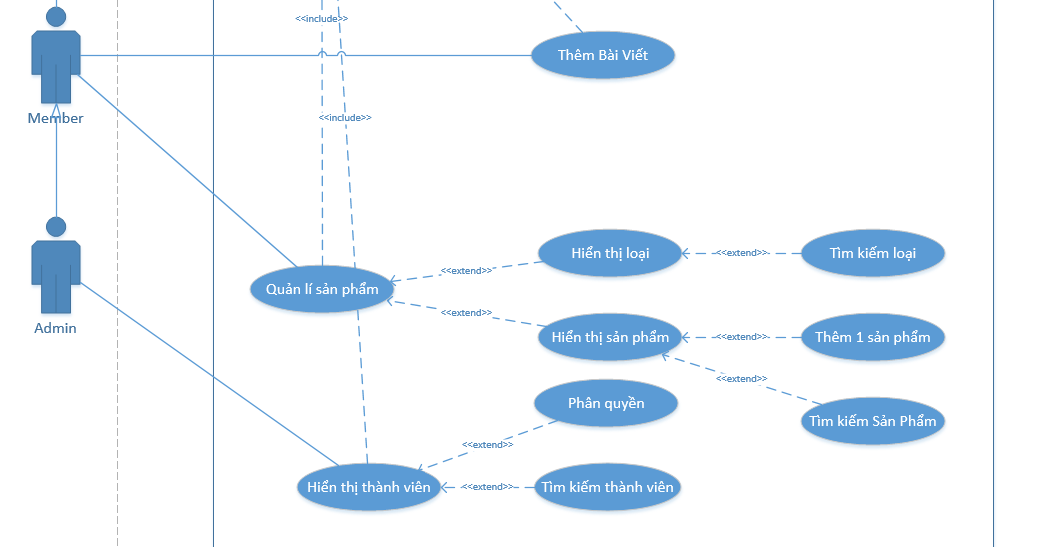 <<include>>
Thêm Bài Viết
Member
<<include>>
Hiển thị loại
<<extend>>
Tìm kiếm loại
<<extend>>
Quản lí sản phẩm
<<extend>>
Hiển thị sản phẩm
<<extend>>
Thêm 1 sản phẩm
Admin
<<extend>>
Phân quyền
Tìm kiếm Sản Phẩm
<<extend>>
Hiển thị thành viên
<<extend>>
Tìm kiếm thành viên